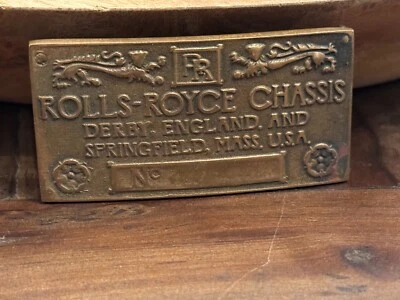 RR
ROLLS-ROYCE CHASSIS
DERBY, ENGLAND, AND
SPRINGFIELD, MASS, U.S.A.
No